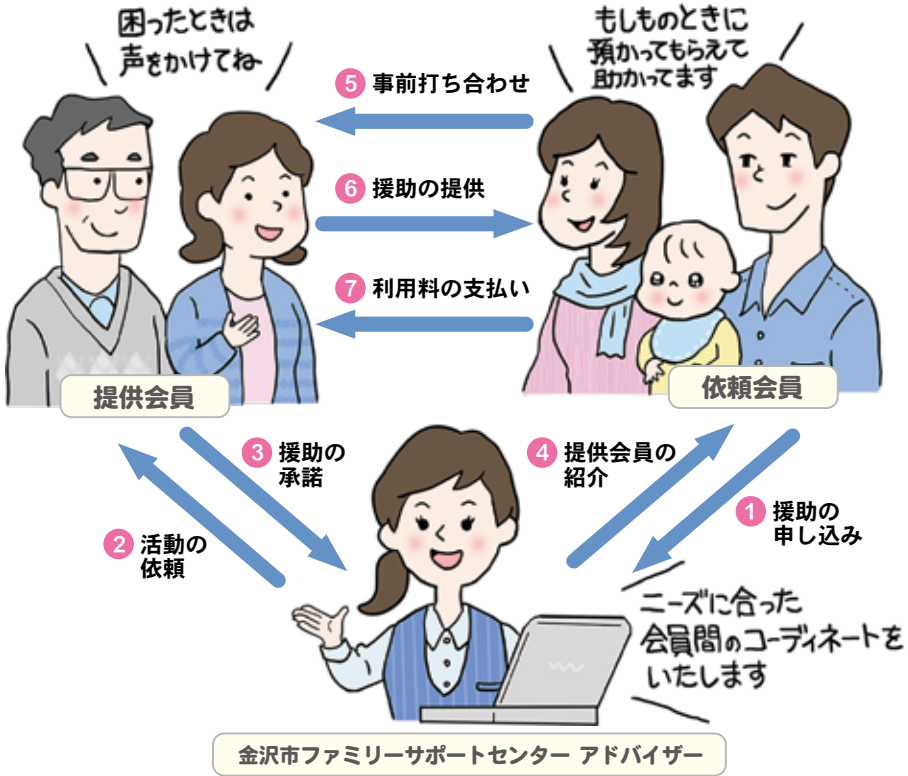 困ったときは
声をかけてね
もしものときに
預かってもらえて
助かってます
5 事前打ち合わせ
6 援助の提供
7 利用料の支払い
提供会員
依頼会員
3 援助の
承諾
4 提供会員の
紹介
2 活動の
依頼
1 援助の
申し込み
ニーズに合った
会員間のコーディネートを
いたします
金沢市ファミリーサポートセンター アドバイザー